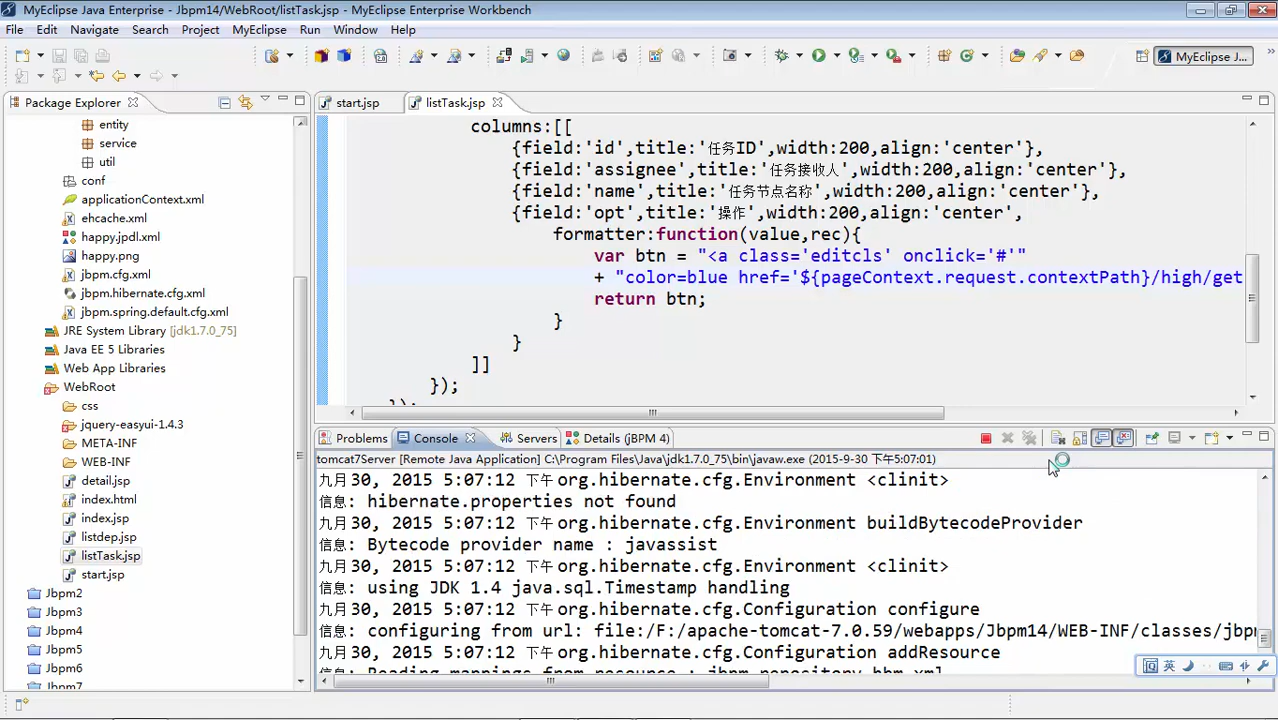 MyEclipse Java Enterprise - Jbpm14/WebRoot/listTask.jsp - MyEclipse Enterprise Workbench
File Edit Navigate Search Project MyEclipse Run Window Help
MyEclipse J...
Package Explorer
entity
service
util
conf
applicationContext.xml
ehcache.xml
happy.jpdl.xml
happy.png
jbpm.cfg.xml
jbpm.hibernate.cfg.xml
jbpm.spring.default.cfg.xml
JRE System Library [jdk1.7.0_75]
Java EE 5 Libraries
Web App Libraries
WebRoot
css
jquery-easyui-1.4.3
META-INF
WEB-INF
detail.jsp
index.html
index.jsp
listdep.jsp
listTask.jsp
start.jsp
Jbpm2
Jbpm3
Jbpm4
Jbpm5
Jbpm6
Jbpm7
start.jsp listTask.jsp
columns:[[
{field:'id',title:'任务ID',width:200,align:'center'},
{field:'assignee',title:'任务接收人',width:200,align:'center'},
{field:'name',title:'任务节点名称',width:200,align:'center'},
{field:'opt',title:'操作',width:200,align:'center',
formatter:function(value,rec){
var btn = "<a class='editcls' onclick='#'"
+ "color=blue href='${pageContext.request.contextPath}/high/get
return btn;
}
}
]]
});
});
Problems Console Servers Details (jBPM 4)
tomcat7Server [Remote Java Application] C:\Program Files\Java\jdk1.7.0_75\bin\javaw.exe (2015-9-30 下午5:07:01)
九月 30, 2015 5:07:12 下午 org.hibernate.cfg.Environment <clinit>
信息: hibernate.properties not found
九月 30, 2015 5:07:12 下午 org.hibernate.cfg.Environment buildBytecodeProvider
信息: Bytecode provider name : javassist
九月 30, 2015 5:07:12 下午 org.hibernate.cfg.Environment <clinit>
信息: using JDK 1.4 java.sql.Timestamp handling
九月 30, 2015 5:07:12 下午 org.hibernate.cfg.Configuration configure
信息: configuring from url: file:/F:/apache-tomcat-7.0.59/webapps/Jbpm14/WEB-INF/classes/jbpm
九月 30, 2015 5:07:12 下午 org.hibernate.cfg.Configuration addResource
信息: Reading mappings from resource : jbpm.repository.hbm.xml
英